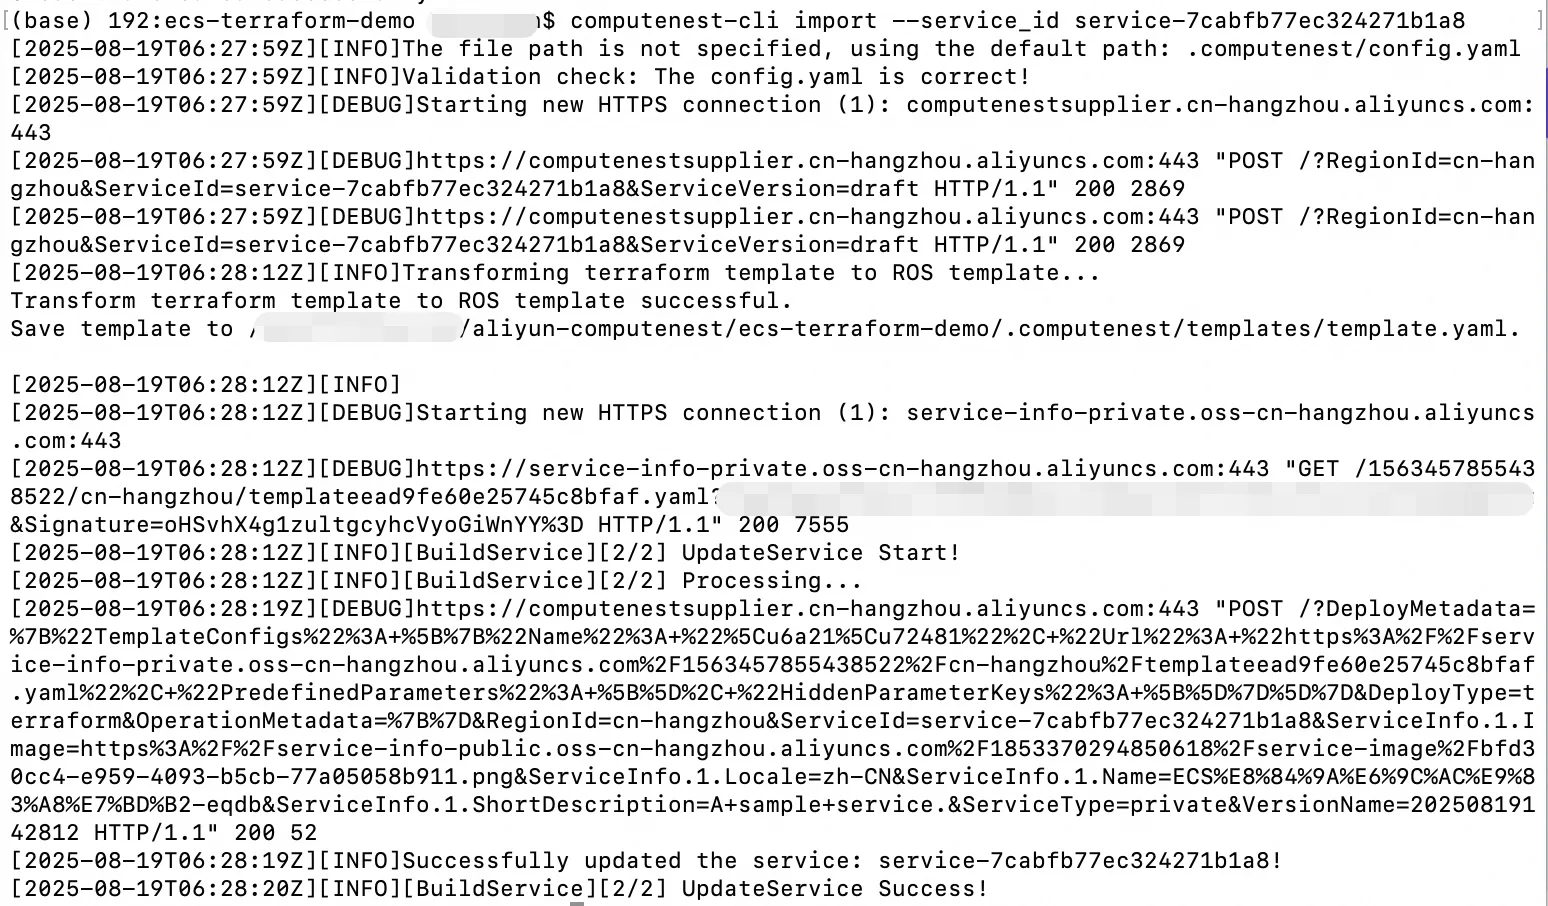 (base) 192:ecs-terraform-demo $ computenest-cli import --service_id service-7cabfb77ec324271b1a8
[2025-08-19T06:27:59Z][INFO]The file path is not specified, using the default path: .computenest/config.yaml
[2025-08-19T06:27:59Z][INFO]Validation check: The config.yaml is correct!
[2025-08-19T06:27:59Z][DEBUG]Starting new HTTPS connection (1): computenestsupplier.cn-hangzhou.aliyuncs.com:
443
[2025-08-19T06:27:59Z][DEBUG]https://computenestsupplier.cn-hangzhou.aliyuncs.com:443 "POST /?RegionId=cn-han
gzhou&ServiceId=service-7cabfb77ec324271b1a8&ServiceVersion=draft HTTP/1.1" 200 2869
[2025-08-19T06:27:59Z][DEBUG]https://computenestsupplier.cn-hangzhou.aliyuncs.com:443 "POST /?RegionId=cn-han
gzhou&ServiceId=service-7cabfb77ec324271b1a8&ServiceVersion=draft HTTP/1.1" 200 2869
[2025-08-19T06:28:12Z][INFO]Transforming terraform template to ROS template...
Transform terraform template to ROS template successful.
Save template to / /aliyun-computenest/ecs-terraform-demo/.computenest/templates/template.yaml.
[2025-08-19T06:28:12Z][INFO]
[2025-08-19T06:28:12Z][DEBUG]Starting new HTTPS connection (1): service-info-private.oss-cn-hangzhou.aliyuncs
.com:443
[2025-08-19T06:28:12Z][DEBUG]https://service-info-private.oss-cn-hangzhou.aliyuncs.com:443 "GET /156345785543
8522/cn-hangzhou/templateead9fe60e25745c8bfaf.yaml?
&Signature=oHSvhX4g1zultgcyhcVyoGiWnYY%3D HTTP/1.1" 200 7555
[2025-08-19T06:28:12Z][INFO][BuildService][2/2] UpdateService Start!
[2025-08-19T06:28:12Z][INFO][BuildService][2/2] Processing...
[2025-08-19T06:28:19Z][DEBUG]https://computenestsupplier.cn-hangzhou.aliyuncs.com:443 "POST /?DeployMetadata=
%7B%22TemplateConfigs%22%3A+%5B%7B%22Name%22%3A+%22%5Cu6a21%5Cu72481%22%2C+%22Url%22%3A+%22https%3A%2F%2Fserv
ice-info-private.oss-cn-hangzhou.aliyuncs.com%2F1563457855438522%2Fcn-hangzhou%2Ftemplateead9fe60e25745c8bfaf
.yaml%22%2C+%22PredefinedParameters%22%3A+%5B%5D%2C+%22HiddenParameterKeys%22%3A+%5B%5D%7D%5D%7D&DeployType=t
erraform&OperationMetadata=%7B%7D&RegionId=cn-hangzhou&ServiceId=service-7cabfb77ec324271b1a8&ServiceInfo.1.I
mage=https%3A%2F%2Fservice-info-public.oss-cn-hangzhou.aliyuncs.com%2F1853370294850618%2Fservice-image%2Fbfd3
0cc4-e959-4093-b5cb-77a05058b911.png&ServiceInfo.1.Locale=zh-CN&ServiceInfo.1.Name=ECS%E8%84%9A%E6%9C%AC%E9%8
3%A8%E7%BD%B2-eqdb&ServiceInfo.1.ShortDescription=A+sample+service.&ServiceType=private&VersionName=202508191
42812 HTTP/1.1" 200 52
[2025-08-19T06:28:19Z][INFO]Successfully updated the service: service-7cabfb77ec324271b1a8!
[2025-08-19T06:28:20Z][INFO][BuildService][2/2] UpdateService Success!